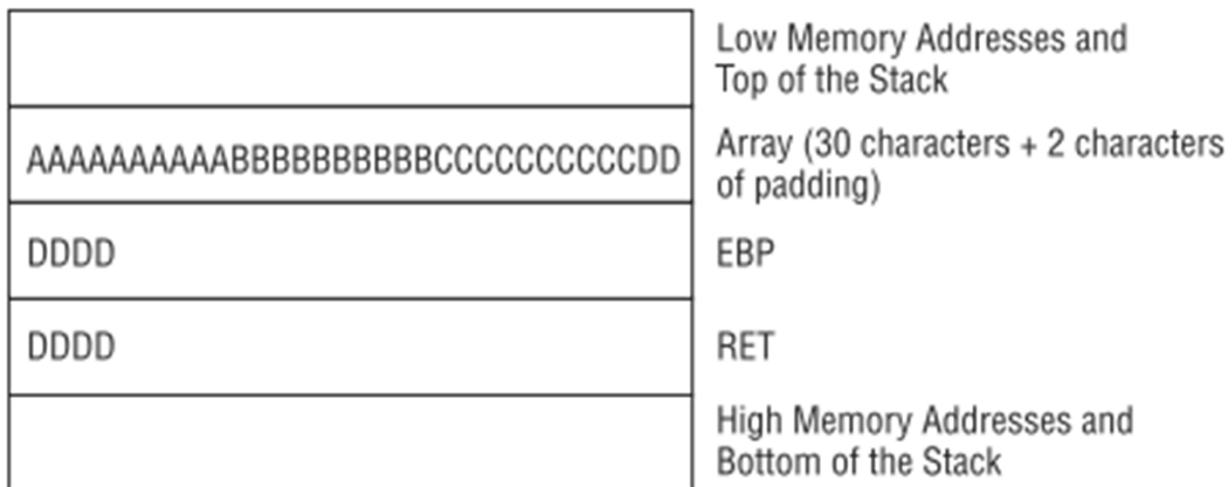 Low Memory Addresses and
Top of the Stack
AAAAAAAAAABBBBBBBBBBCCCCCCCCCCDD
Array (30 characters + 2 characters
of padding)
DDDD
EBP
DDDD
RET
High Memory Addresses and
Bottom of the Stack